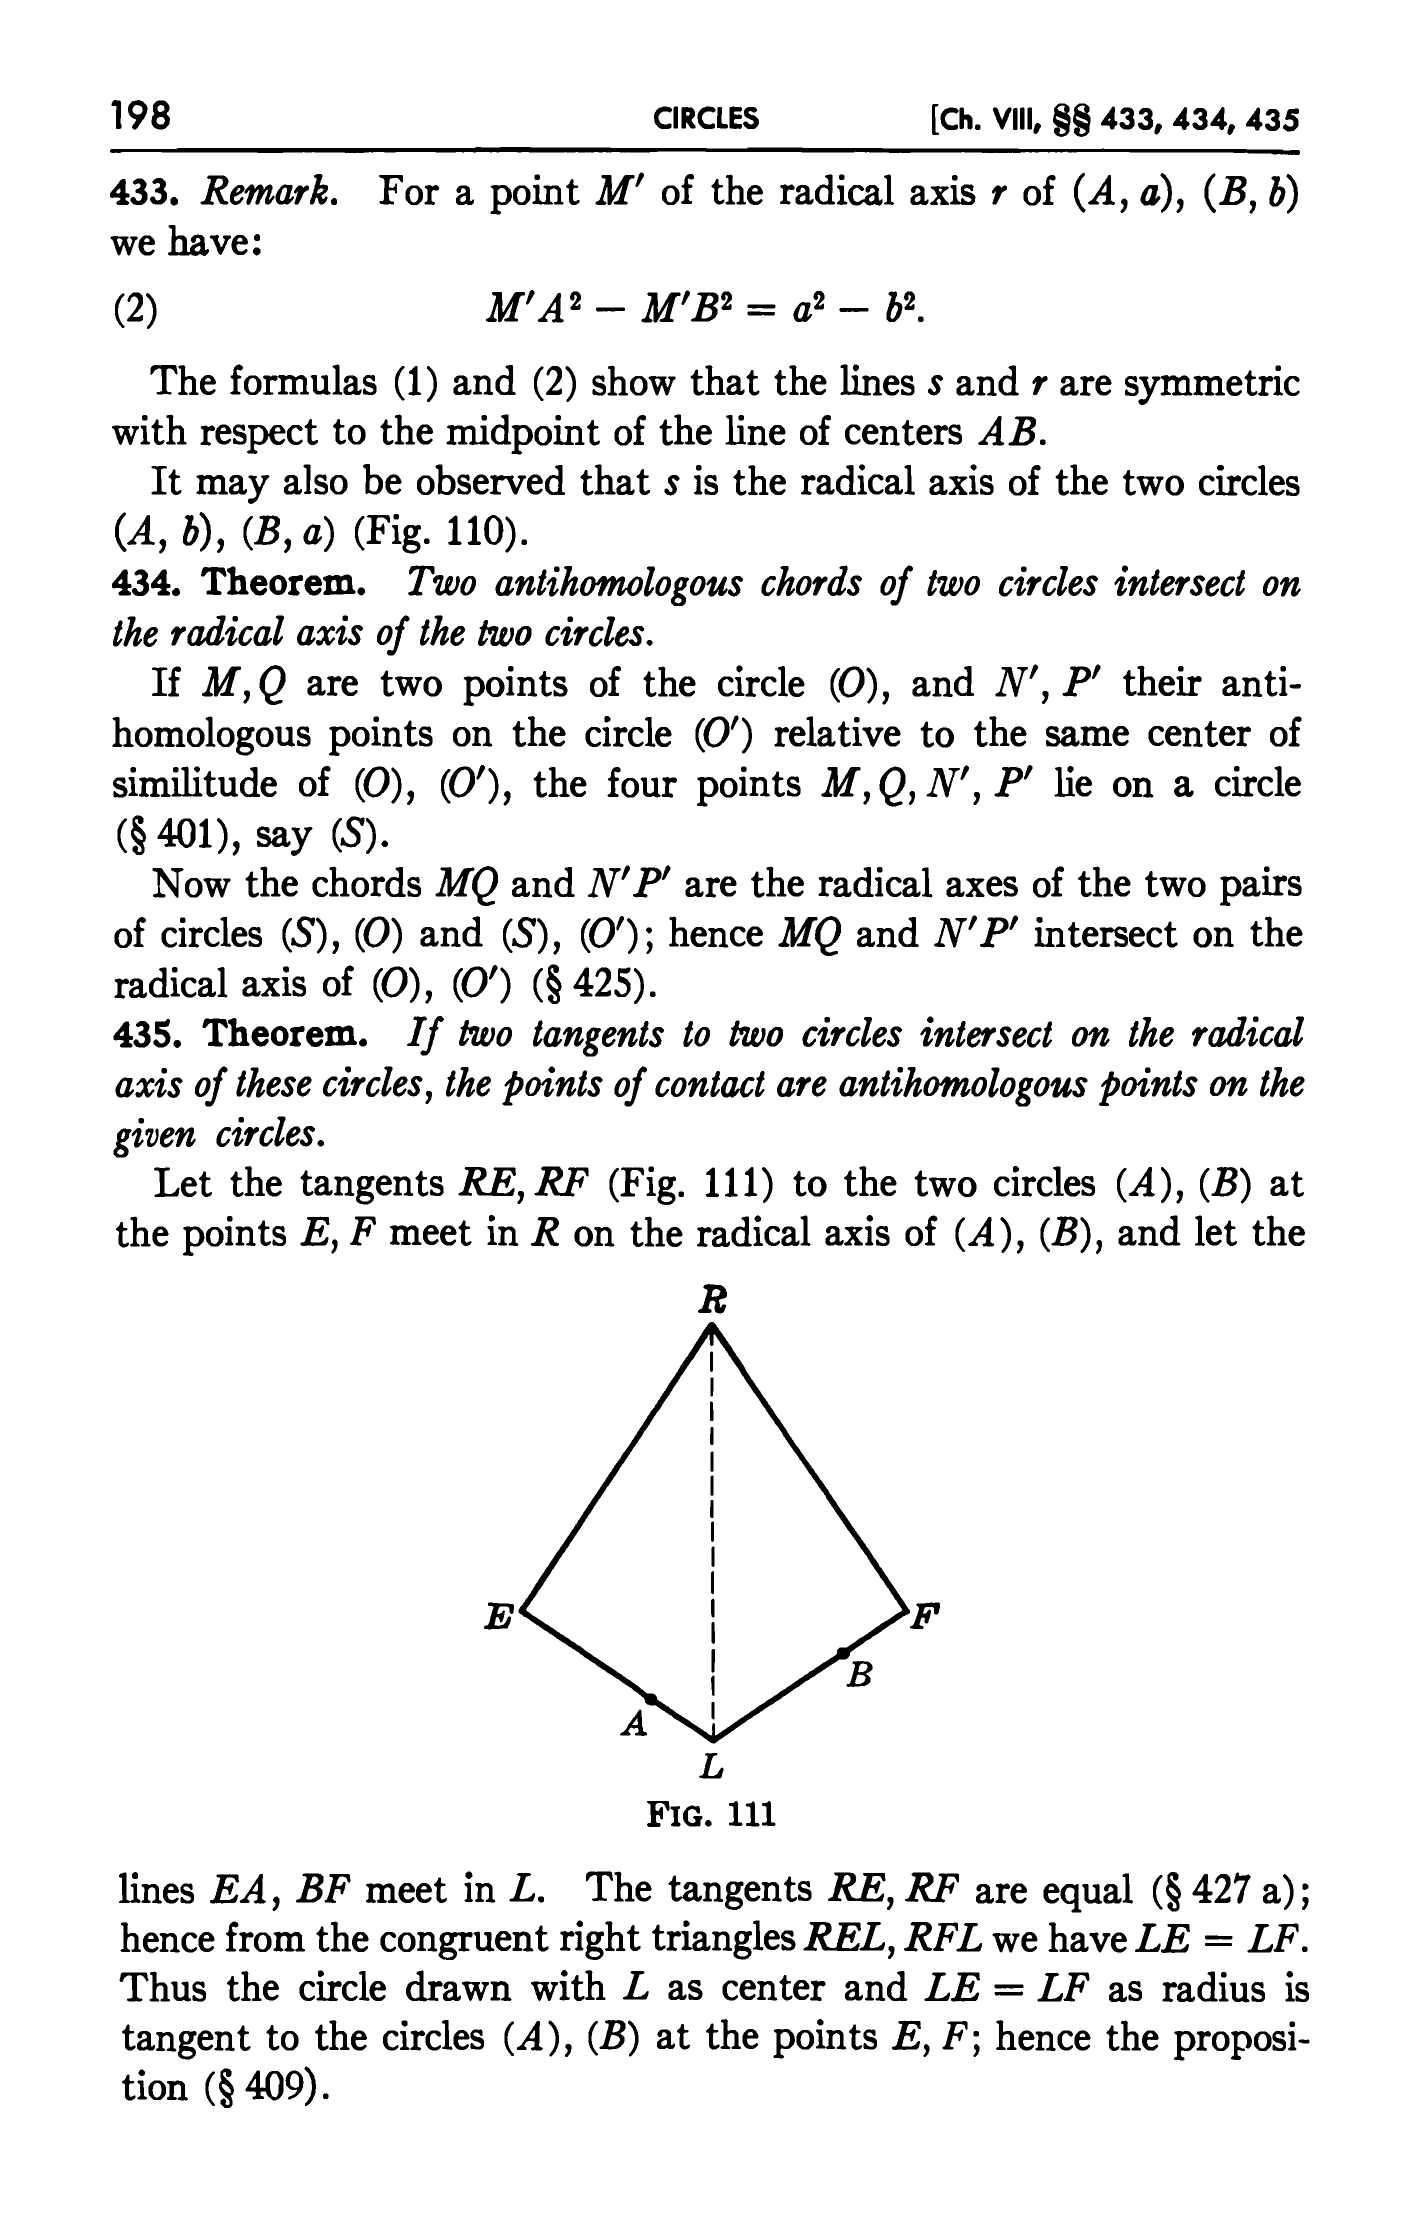 198 CIRCLES [Ch. VIII, §§ 433, 434, 435
433. Remark. For a point M′ of the radical axis r of (A, a), (B, b)
we have:
(2) M′A² − M′B² = a² − b².
The formulas (1) and (2) show that the lines s and r are symmetric
with respect to the midpoint of the line of centers AB.
It may also be observed that s is the radical axis of the two circles
(A, b), (B, a) (Fig. 110).
434. Theorem. Two antihomologous chords of two circles intersect on
the radical axis of the two circles.
If M, Q are two points of the circle (O), and N′, P′ their anti-
homologous points on the circle (O′) relative to the same center of
similitude of (O), (O′), the four points M, Q, N′, P′ lie on a circle
(§ 401), say (S).
Now the chords MQ and N′P′ are the radical axes of the two pairs
of circles (S), (O) and (S), (O′); hence MQ and N′P′ intersect on the
radical axis of (O), (O′) (§ 425).
435. Theorem. If two tangents to two circles intersect on the radical
axis of these circles, the points of contact are antihomologous points on the
given circles.
Let the tangents RE, RF (Fig. 111) to the two circles (A), (B) at
the points E, F meet in R on the radical axis of (A), (B), and let the
R
E F
B
A
L
FIG. 111
lines EA, BF meet in L. The tangents RE, RF are equal (§ 427 a);
hence from the congruent right triangles REL, RFL we have LE = LF.
Thus the circle drawn with L as center and LE = LF as radius is
tangent to the circles (A), (B) at the points E, F; hence the proposi-
tion (§ 409).